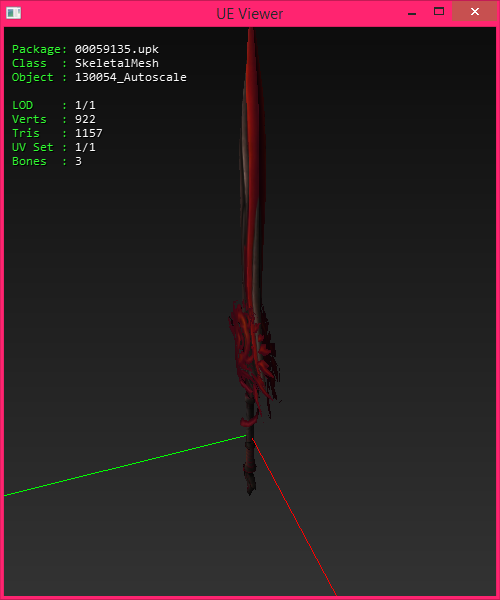 UE Viewer
Package: 00059135.upk
Class  : SkeletalMesh
Object : 130054_Autoscale
LOD    : 1/1
Verts  : 922
Tris   : 1157
UV Set : 1/1
Bones  : 3